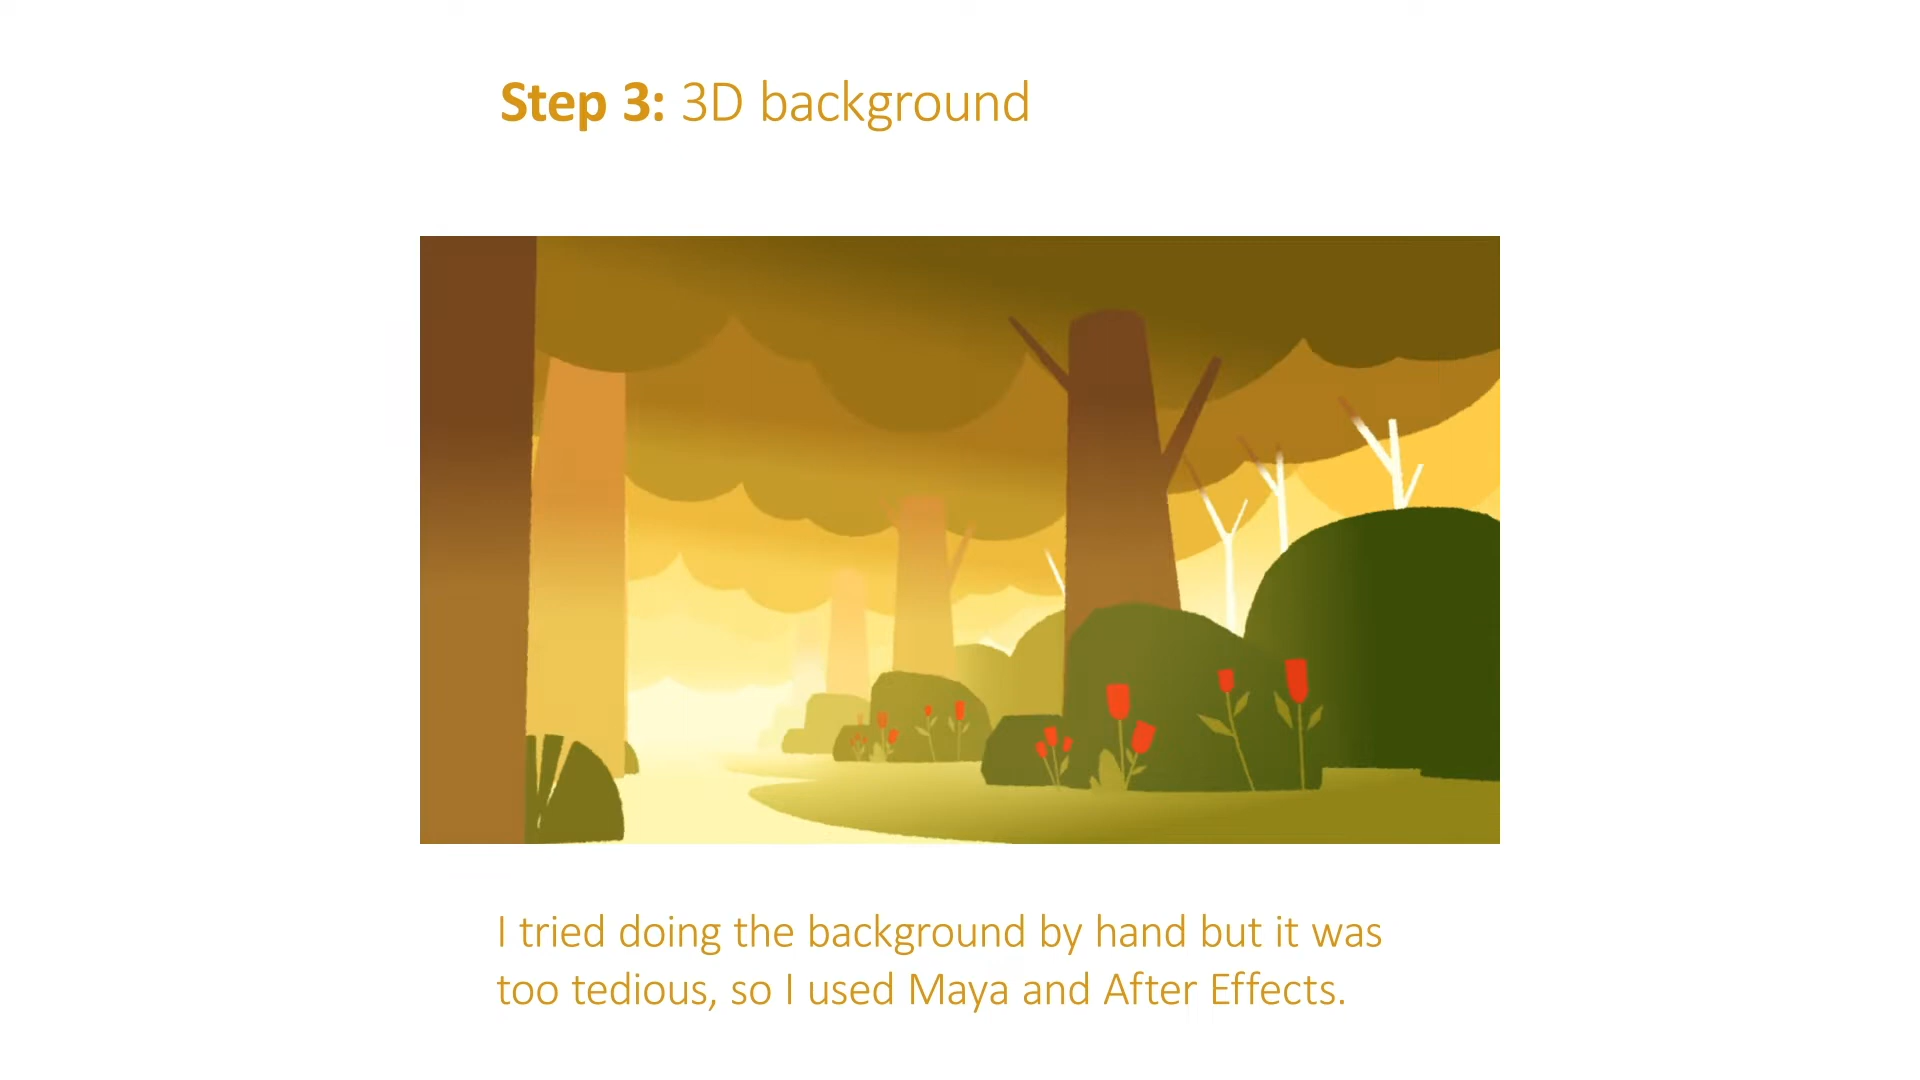 Step 3: 3D background
I tried doing the background by hand but it was
too tedious, so I used Maya and After Effects.